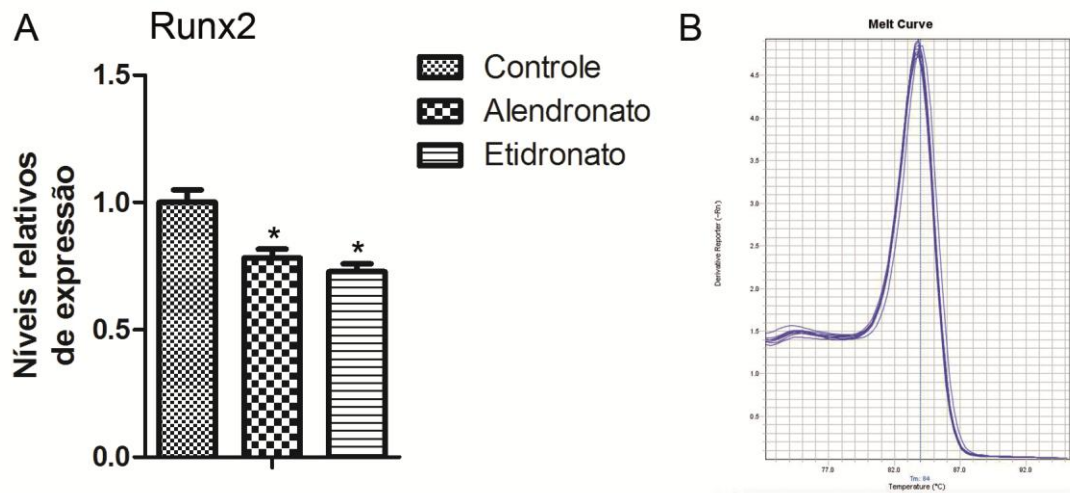 A
Runx2
Níveis relativos
de expressão
1.5
1.0
0.5
0.0
*
*
Controle
Alendronato
Etidronato
B
Melt Curve
Derivative Reporter (-Rn)
4.5
4.0
3.5
3.0
2.5
2.0
1.5
1.0
0.5
77.0
82.0
87.0
92.0
Tm: 84
Temperature (°C)